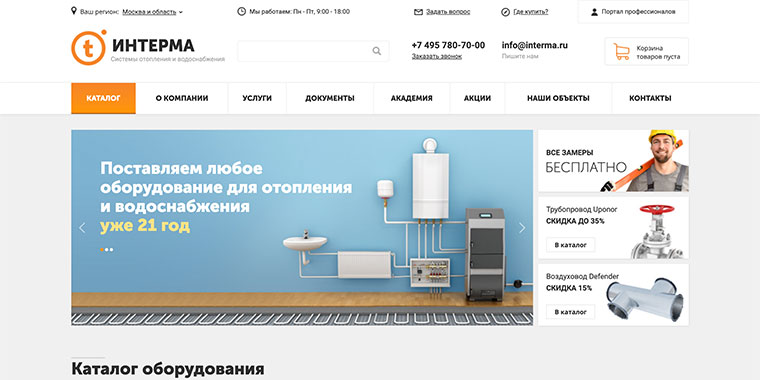 Ваш регион: Москва и область
Мы работаем: Пн - Пт, 9:00 - 18:00
Задать вопрос
Где купить?
Портал профессионалов
t
ИНТЕРМА
Системы отопления и водоснабжения
+7 495 780-70-00
Заказать звонок
info@interma.ru
Пишите нам
Корзина
товаров пуста
КАТАЛОГ
О КОМПАНИИ
УСЛУГИ
ДОКУМЕНТЫ
АКАДЕМИЯ
АКЦИИ
НАШИ ОБЪЕКТЫ
КОНТАКТЫ
Поставляем любое
оборудование для отопления
и водоснабжения
уже 21 год
ВСЕ ЗАМЕРЫ
БЕСПЛАТНО
Трубопровод Uponor
СКИДКА ДО 35%
В каталог
Воздуховод Defender
СКИДКА 15%
В каталог
Каталог оборудования